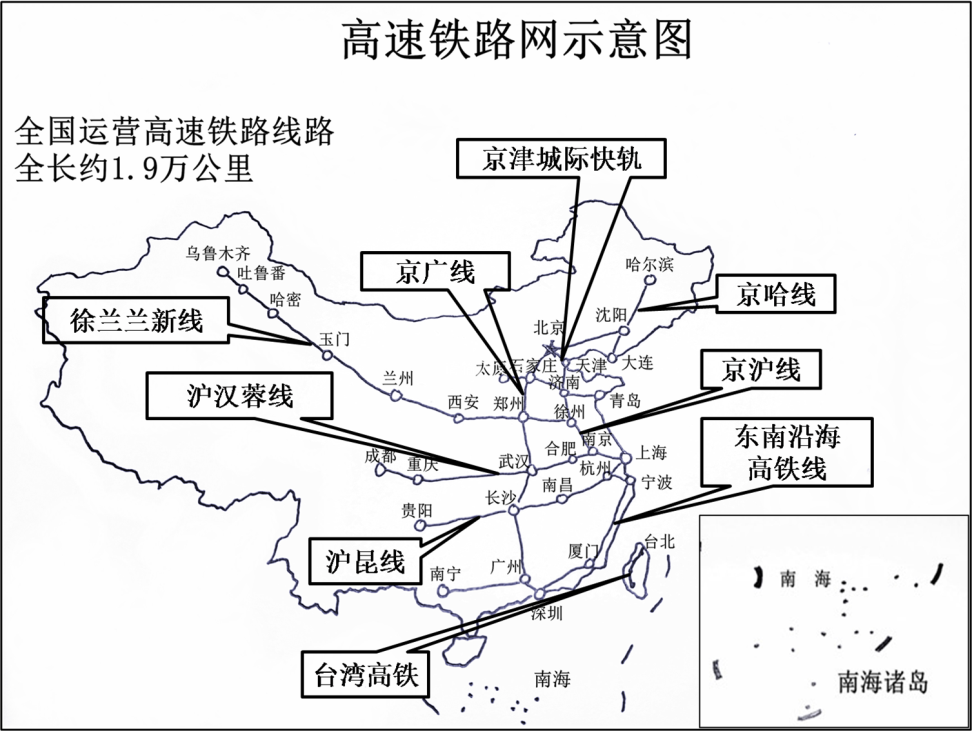 高速铁路网示意图
全国运营高速铁路线路
全长约1.9万公里
京津城际快轨
乌鲁木齐
吐鲁番
哈密
京广线
哈尔滨
京哈线
徐兰兰新线
玉门
北京
沈阳
太原
石家庄
天津
大连
兰州
济南
京沪线
沪汉蓉线
西安
郑州
徐州
青岛
东南沿海
高铁线
成都
重庆
武汉
合肥
南京
上海
杭州
宁波
贵阳
长沙
南昌
沪昆线
南宁
广州
厦门
台北
深圳
台湾高铁
南海
南 海
南海诸岛